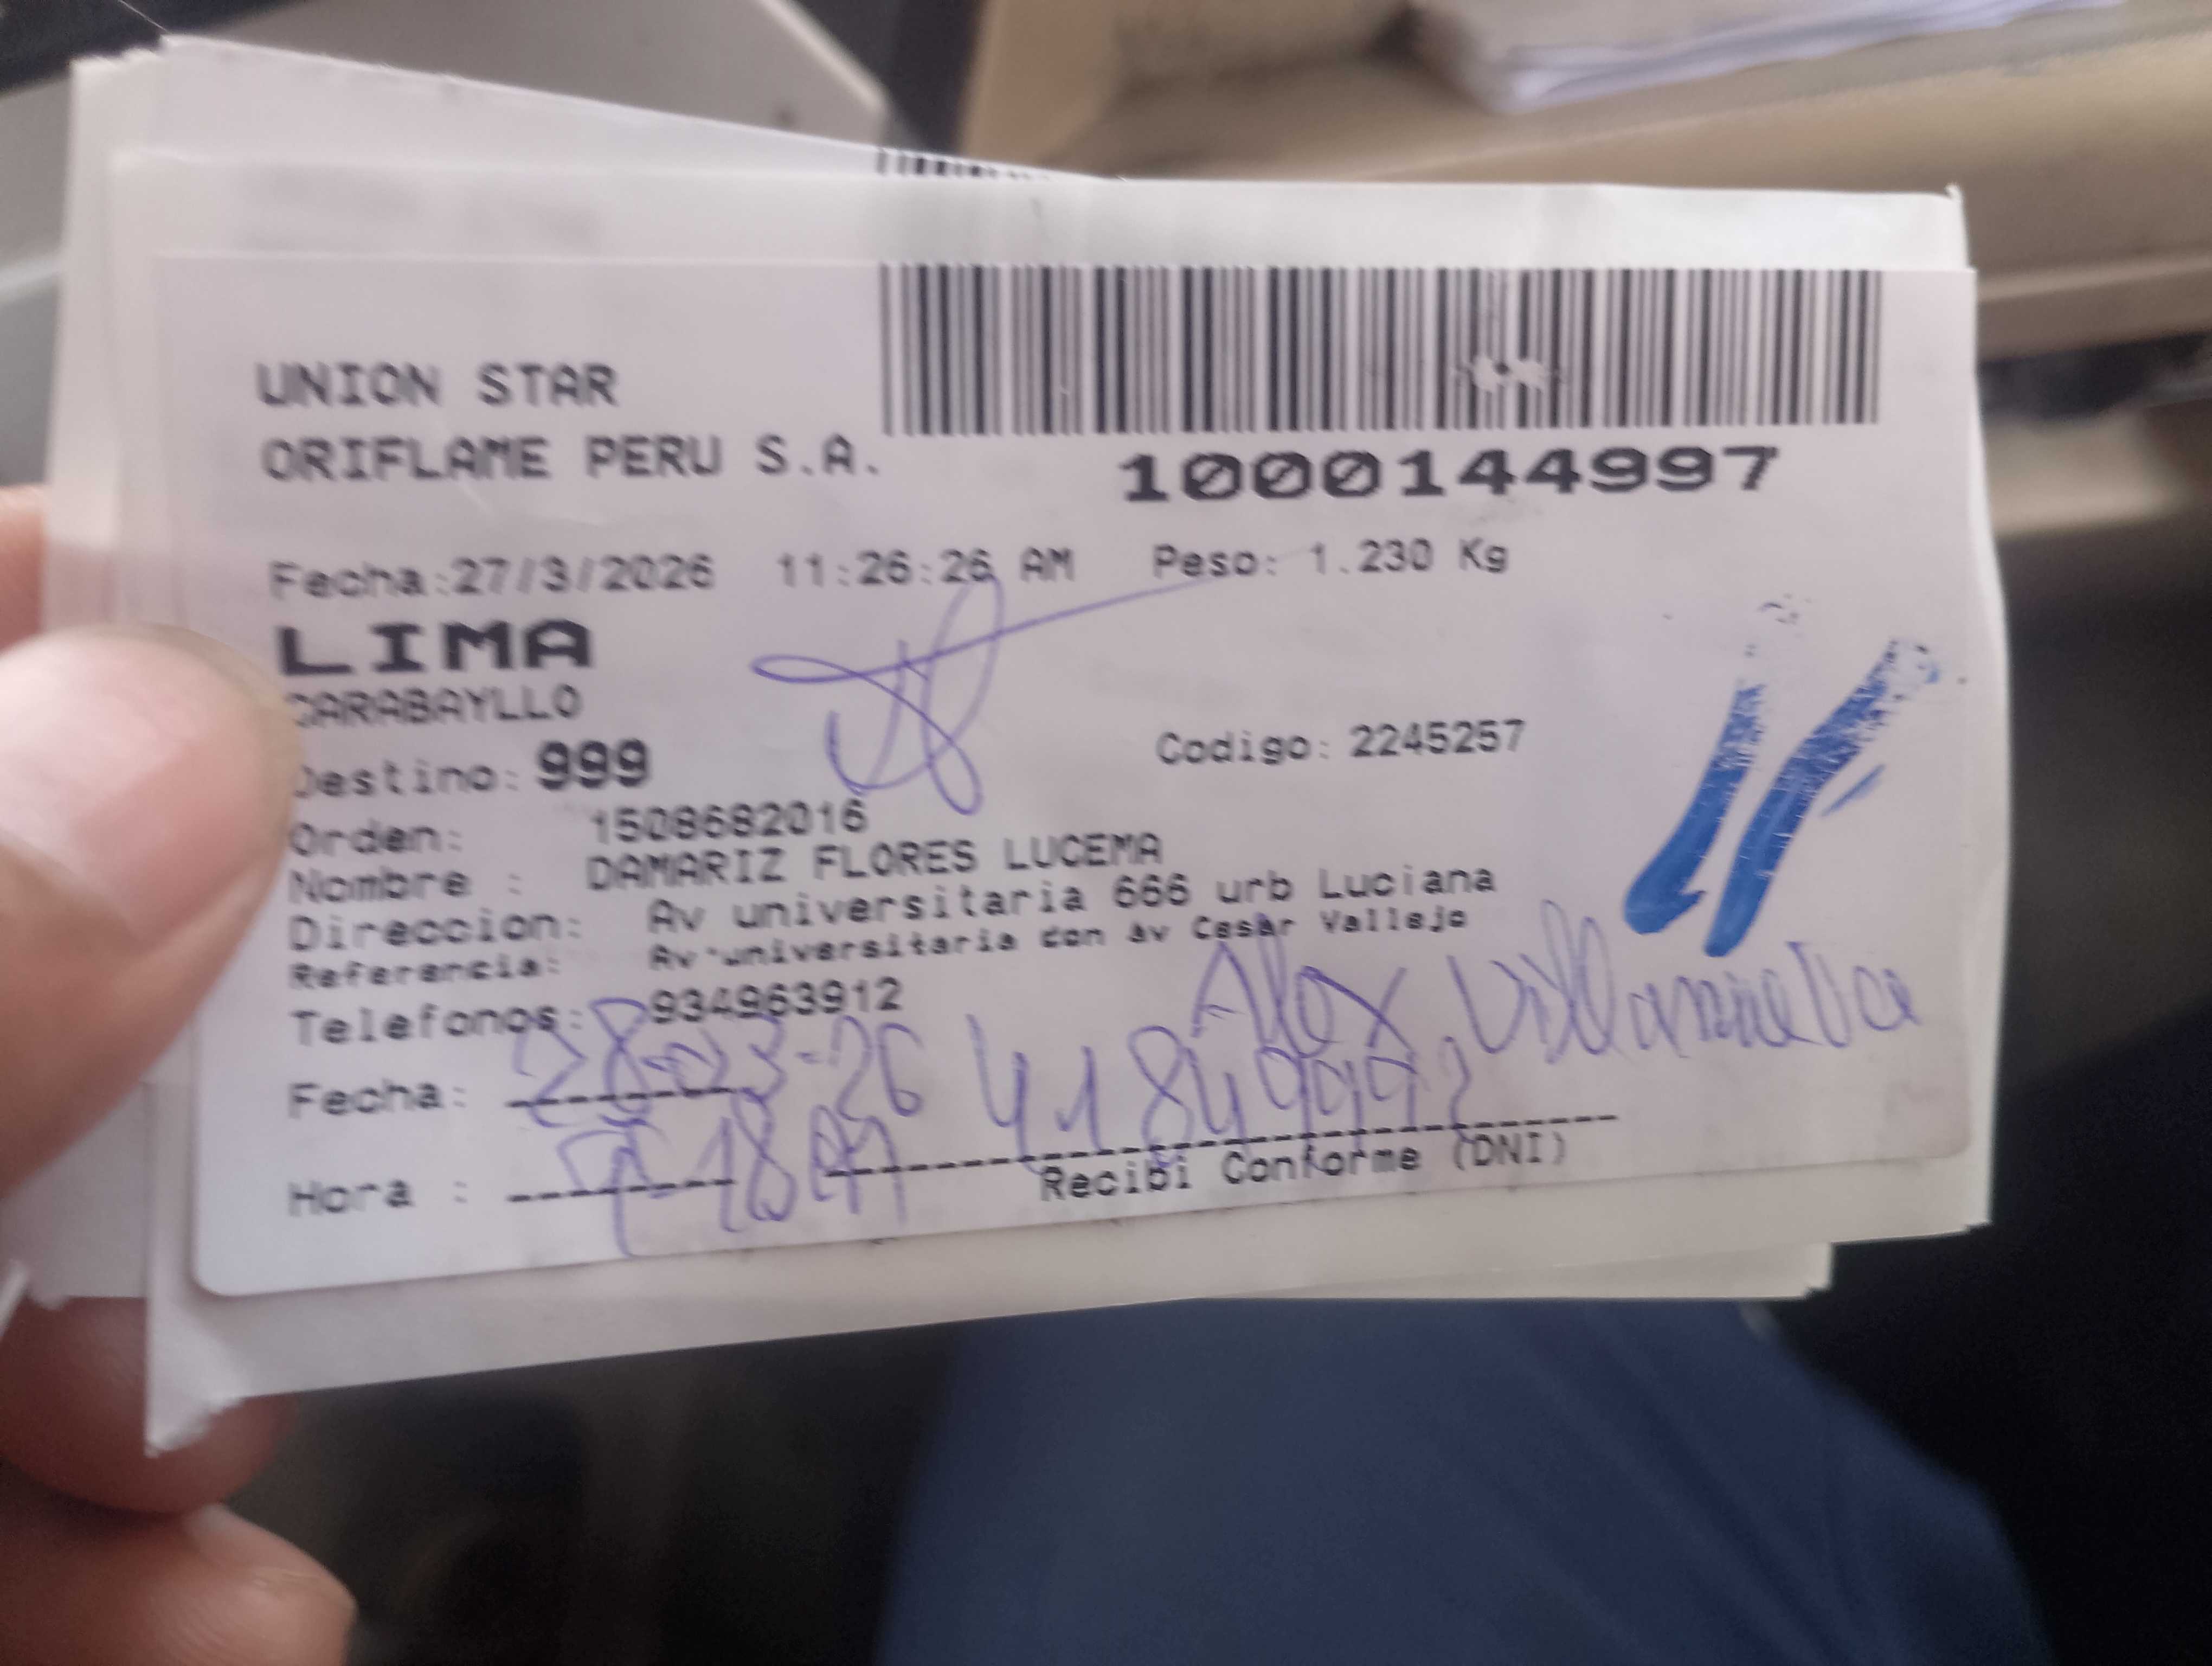 UNION STAR
ORIFLAME PERU S.A.
1000144997
Fecha:27/3/2026 11:26:26 AM Peso: 1.230 Kg
LIMA
CARABAYLLO
Destino: 999 Codigo: 2245257
Orden: 1508682016
Nombre : DAMARIZ FLORES LUCEMA
Direccion: Av universitaria 666 urb Luciana
Referencia: Av universitaria con av Cesar Vallejo
Telefonos: 934963912
Alex Villanueva
Fecha: 28-03-26 
Hora :
Recibi Conforme (DNI)